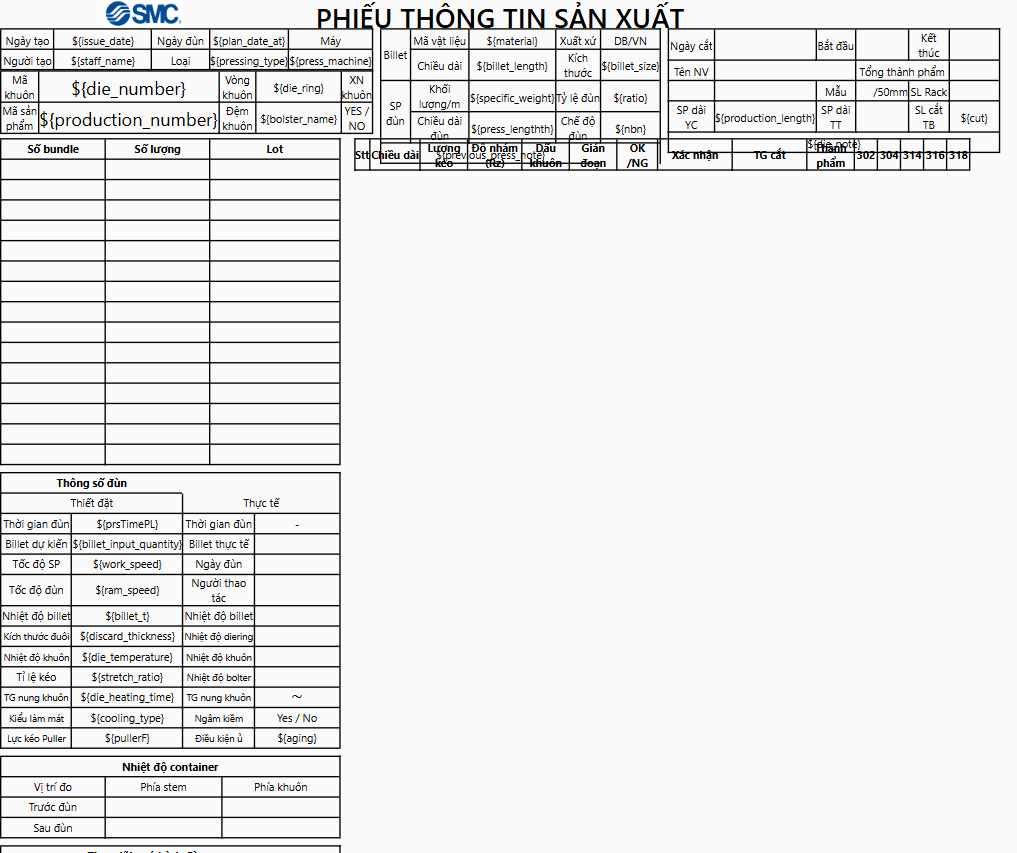 SMC
PHIẾU THÔNG TIN SẢN XUẤT
Ngày tạo ${issue_date} Ngày đùn ${plan_date_at} Máy
Người tạo ${staff_name} Loại ${pressing_type} ${press_machine}
Mã khuôn ${die_number} Vòng khuôn ${die_ring} XN khuôn
Mã sản phẩm ${production_number} Đệm khuôn ${bolster_name} YES / NO
Billet Mã vật liệu ${material} Xuất xứ DB/VN
Chiều dài ${billet_length} Kích thước ${billet_size}
SP đùn Khối lượng/m ${specific_weight} Tỷ lệ đùn ${ratio}
Chiều dài đùn ${press_lengthth} Chế độ đùn ${nbn}
${previous_press_note}
Ngày cắt Bắt đầu Kết thúc
Tên NV Tổng thành phẩm
Mẫu /50mm SL Rack
SP dài YC ${production_length} SP dài TT SL cắt TB ${cut}
${die_note}
Stt Chiều dài Lượng kéo Độ nhám (Rz) Dấu khuôn Gián đoạn OK /NG Xác nhận TG cắt Thành phẩm 302 304 314 316 318
Số bundle Số lượng Lot
Thông số đùn
Thiết đặt Thực tế
Thời gian đùn ${prsTimePL} Thời gian đùn -
Billet dự kiến ${billet_input_quantity} Billet thực tế
Tốc độ SP ${work_speed} Ngày đùn
Tốc độ đùn ${ram_speed} Người thao tác
Nhiệt độ billet ${billet_t} Nhiệt độ billet
Kích thước đuôi ${discard_thickness} Nhiệt độ diering
Nhiệt độ khuôn ${die_temperature} Nhiệt độ khuôn
Tỉ lệ kéo ${stretch_ratio} Nhiệt độ bolter
TG nung khuôn ${die_heating_time} TG nung khuôn ~
Kiểu làm mát ${cooling_type} Ngâm kiềm Yes / No
Lực kéo Puller ${pullerF} Điều kiện ủ ${aging}
Nhiệt độ container
Vị trí đo Phía stem Phía khuôn
Trước đùn
Sau đùn